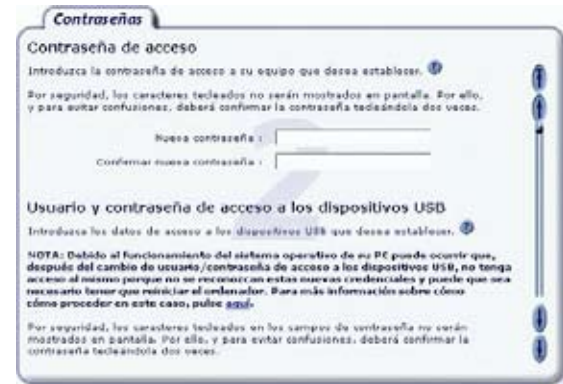 Contraseñas
Contraseña de acceso
Introduzca la contraseña de acceso a su equipo que desea establecer.
Por seguridad, los caracteres tecleados no serán mostrados en pantalla. Por ello,
y para evitar confusiones, deberá confirmar la contraseña tecleándola dos veces.
Nueva contraseña :
Confirmar nueva contraseña :
2
Usuario y contraseña de acceso a los dispositivos USB
Introduzca los datos de acceso a los dispositivos USB que desea establecer.
NOTA: Debido al funcionamiento del sistema operativo de su PC puede ocurrir que,
después del cambio de usuario/contraseña de acceso a los dispositivos USB, no tenga
acceso al mismo porque no se reconozcan estas nuevas credenciales y puede que sea
necesario tener que reiniciar el ordenador. Para más información sobre cómo
cómo proceder en este caso, pulse aquí.
Por seguridad, los caracteres tecleados en los campos de contraseña no serán
mostrados en pantalla. Por ello, y para evitar confusiones, deberá confirmar la
contraseña tecleándola dos veces.